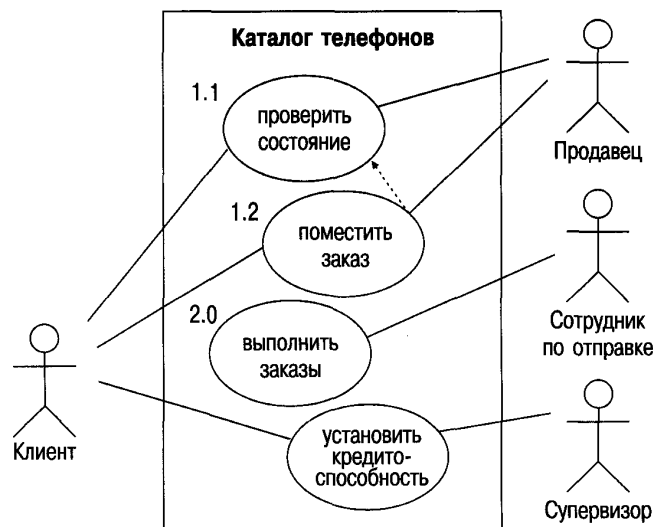 Каталог телефонов
1.1
проверить
состояние
Продавец
1.2
поместить
заказ
2.0
выполнить
заказы
Сотрудник
по отправке
Клиент
установить
кредито-
способность
Супервизор